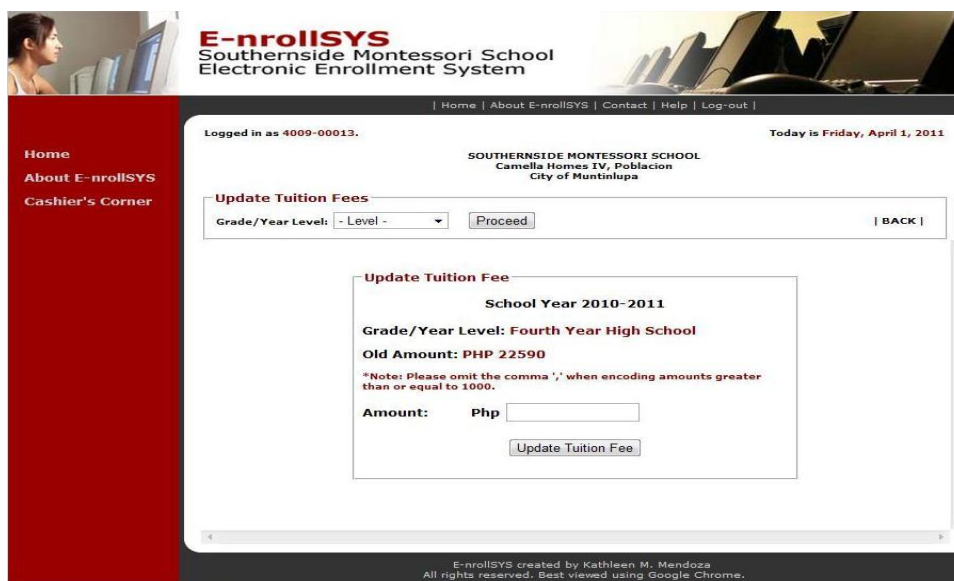 E-nrollSYS
Southernside Montessori School
Electronic Enrollment System
| Home | About E-nrollSYS | Contact | Help | Log-out |
Home
About E-nrollSYS
Cashier's Corner
Logged in as 4009-00013.
Today is Friday, April 1, 2011
SOUTHERNSIDE MONTESSORI SCHOOL
Camella Homes IV, Poblacion
City of Muntinlupa
Update Tuition Fees
Grade/Year Level: - Level - Proceed | BACK |
Update Tuition Fee
School Year 2010-2011
Grade/Year Level: Fourth Year High School
Old Amount: PHP 22590
*Note: Please omit the comma ',' when encoding amounts greater
than or equal to 1000.
Amount: Php
Update Tuition Fee
E-nrollSYS created by Kathleen M. Mendoza
All rights reserved. Best viewed using Google Chrome.